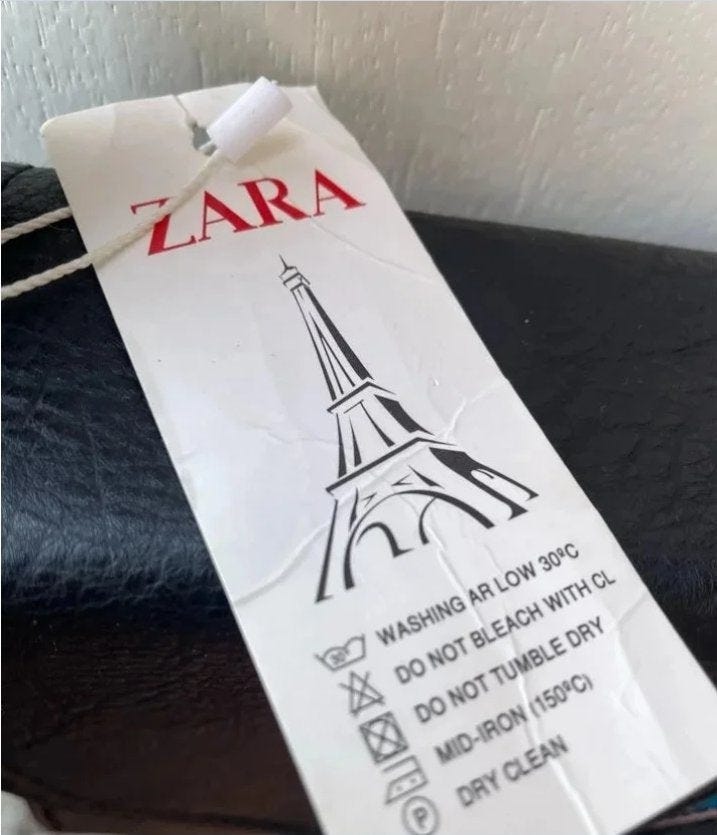 ZARA
WASHING AR LOW 30ºC
DO NOT BLEACH WITH CL
DO NOT TUMBLE DRY
MID-IRON (150ºC)
DRY CLEAN
30º
P